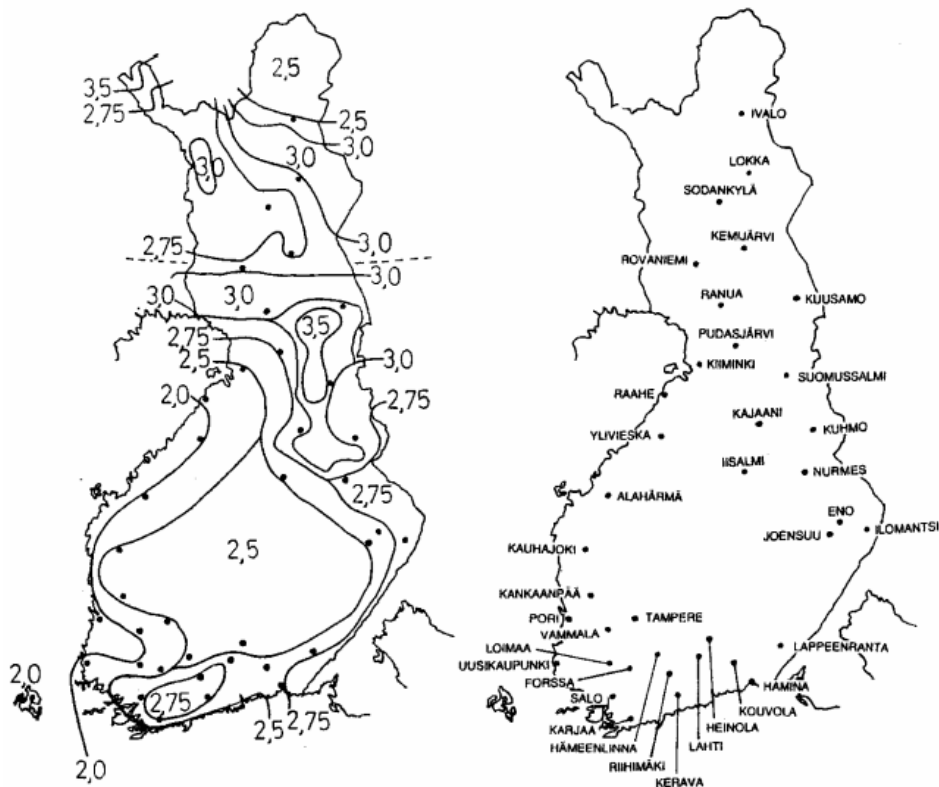 2,5
3,5
2,75
2,5
3,0
3,0
3,0
2,75
3,0
3,0
3,0
3,0
3,5
2,75
2,5
3,0
2,0
2,75
2,75
2,5
2,0
2,75
2,5
2,75
2,0
IVALO
LOKKA
SODANKYLÄ
KEMIJÄRVI
ROVANIEMI
RANUA
KUUSAMO
PUDASJÄRVI
KIIMINKI
SUOMUSSALMI
RAAHE
KAJAANI
YLIVIESKA
KUHMO
IISALMI
NURMES
ALAHÄRMÄ
ENO
ILOMANTSI
JOENSUU
KAUHAJOKI
KANKAANPÄÄ
PORI
TAMPERE
VAMMALA
LOIMAA
LAPPEENRANTA
UUSIKAUPUNKI
FORSSA
HAMINA
SALO
KOUVOLA
KARJAA
HEINOLA
HÄMEENLINNA
LAHTI
RIIHIMÄKI
KERAVA